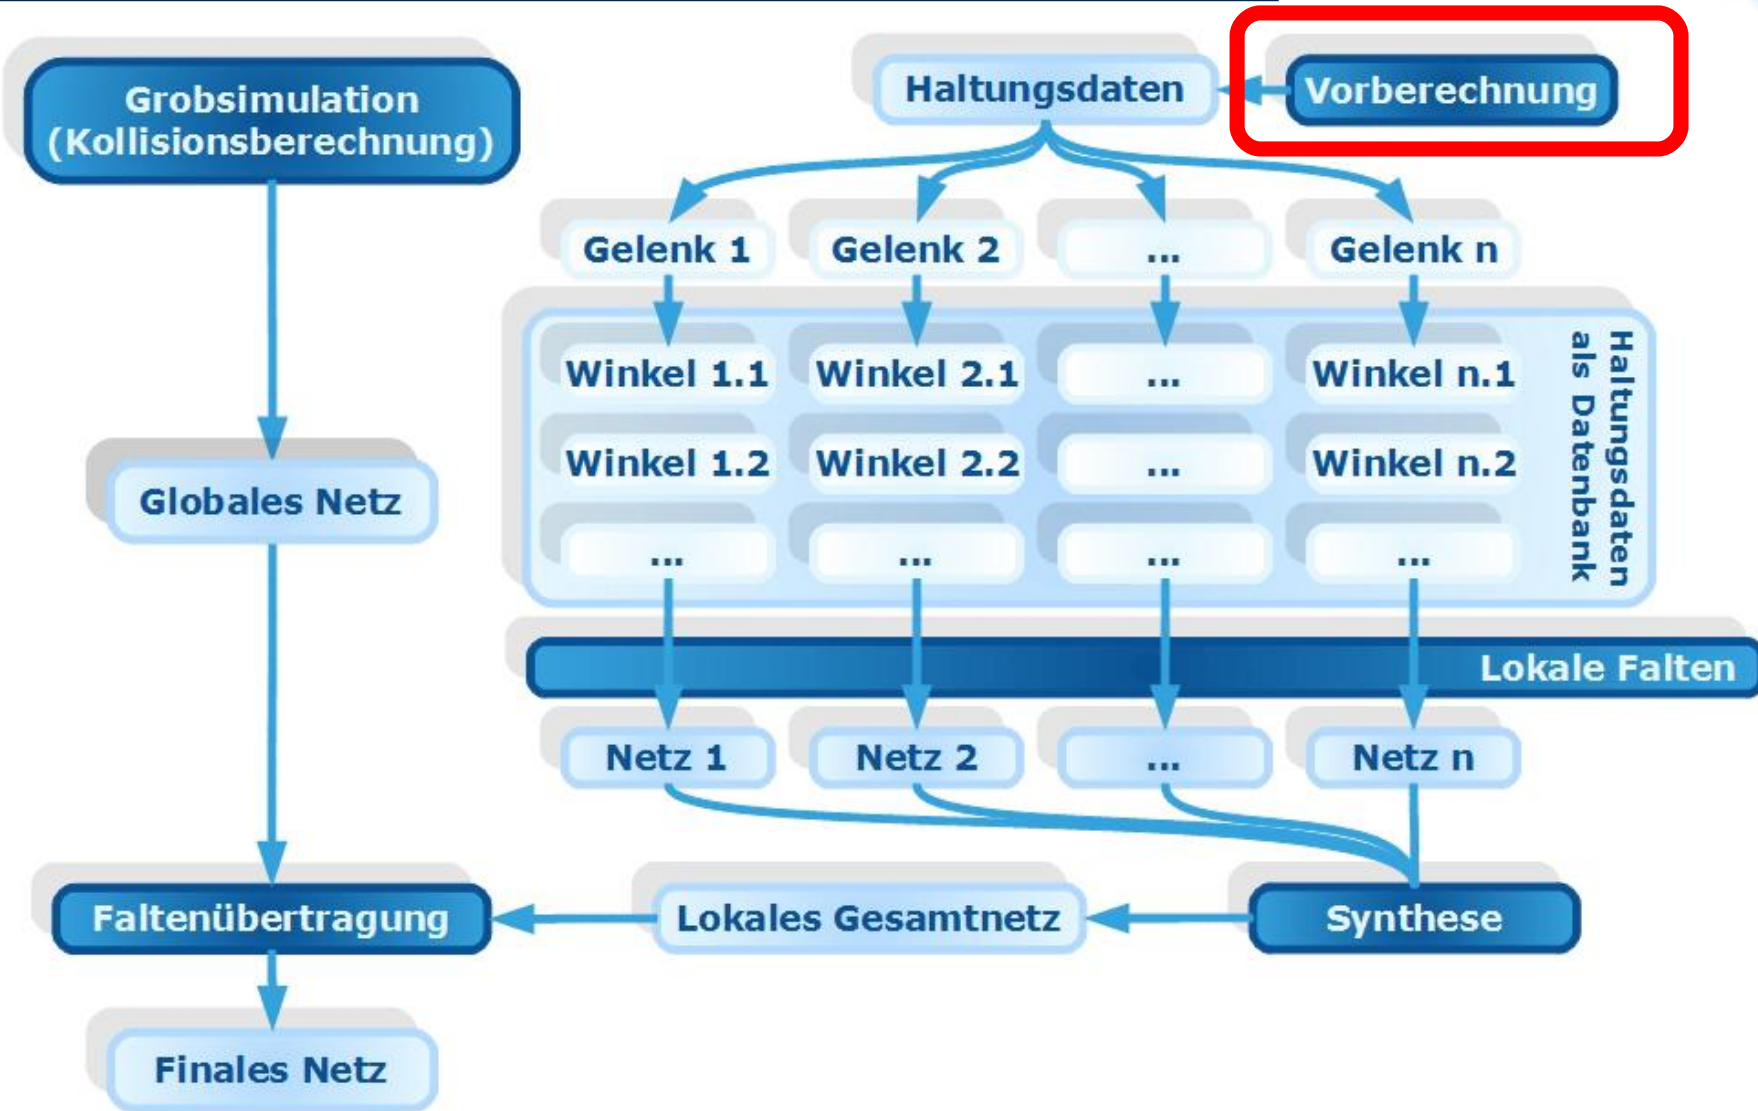 Grobsimulation
(Kollisionsberechnung)
Haltungsdaten
Vorberechnung
Gelenk 1
Gelenk 2
...
Gelenk n
Winkel 1.1
Winkel 2.1
...
Winkel n.1
Winkel 1.2
Winkel 2.2
...
Winkel n.2
...
...
...
...
Haltungsdaten
als Datenbank
Globales Netz
Lokale Falten
Netz 1
Netz 2
...
Netz n
Faltenübertragung
Lokales Gesamtnetz
Synthese
Finales Netz